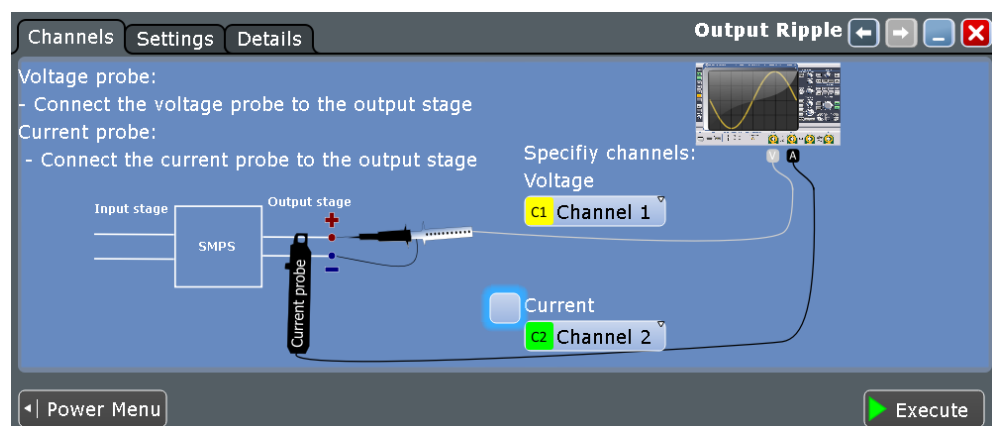 Channels
Settings
Details
Output Ripple
Voltage probe:
- Connect the voltage probe to the output stage
Current probe:
- Connect the current probe to the output stage
Specifiy channels:
V
A
Voltage
C1 Channel 1
Input stage
Output stage
+
SMPS
−
Current probe
Current
C2 Channel 2
Power Menu
Execute